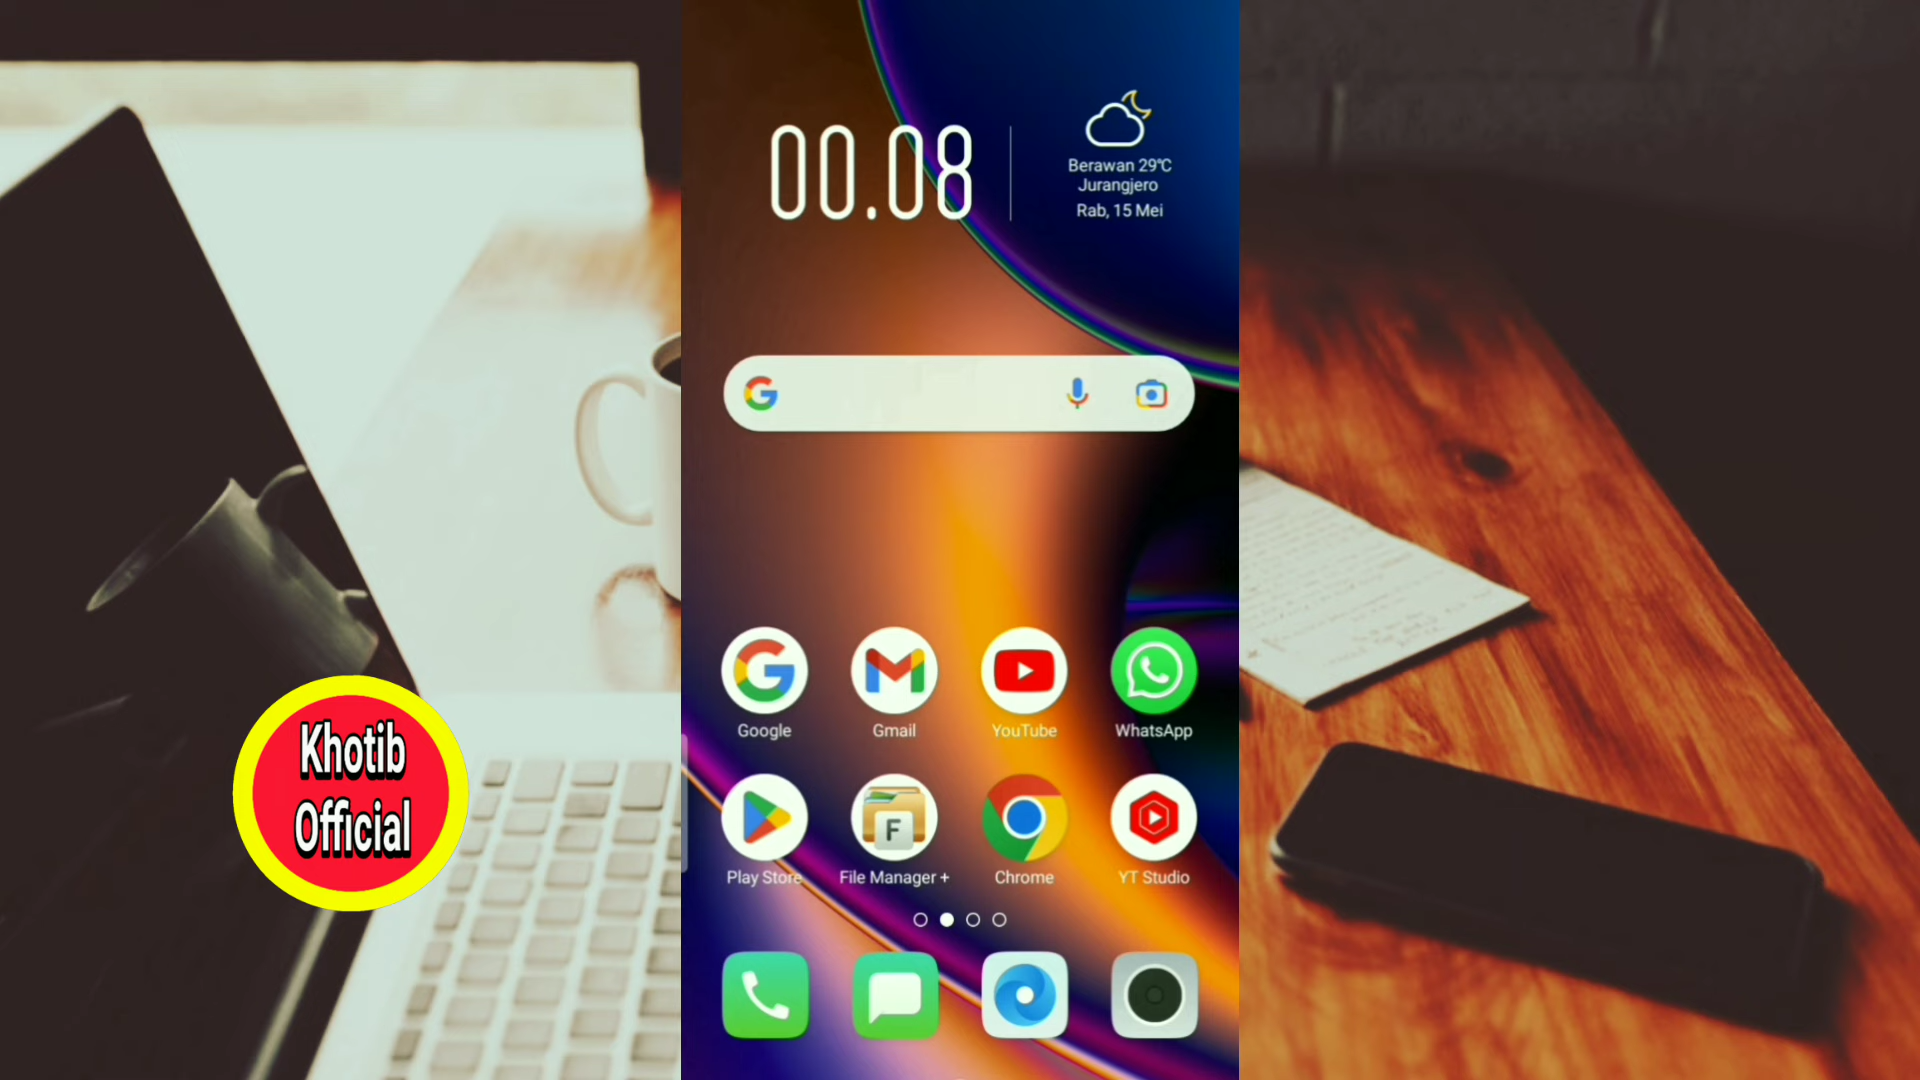 00.08
Berawan 29℃
Jurangjero
Rab, 15 Mei
Google
Gmail
YouTube
WhatsApp
Play Store
File Manager +
Chrome
YT Studio
F
Khotib
Official